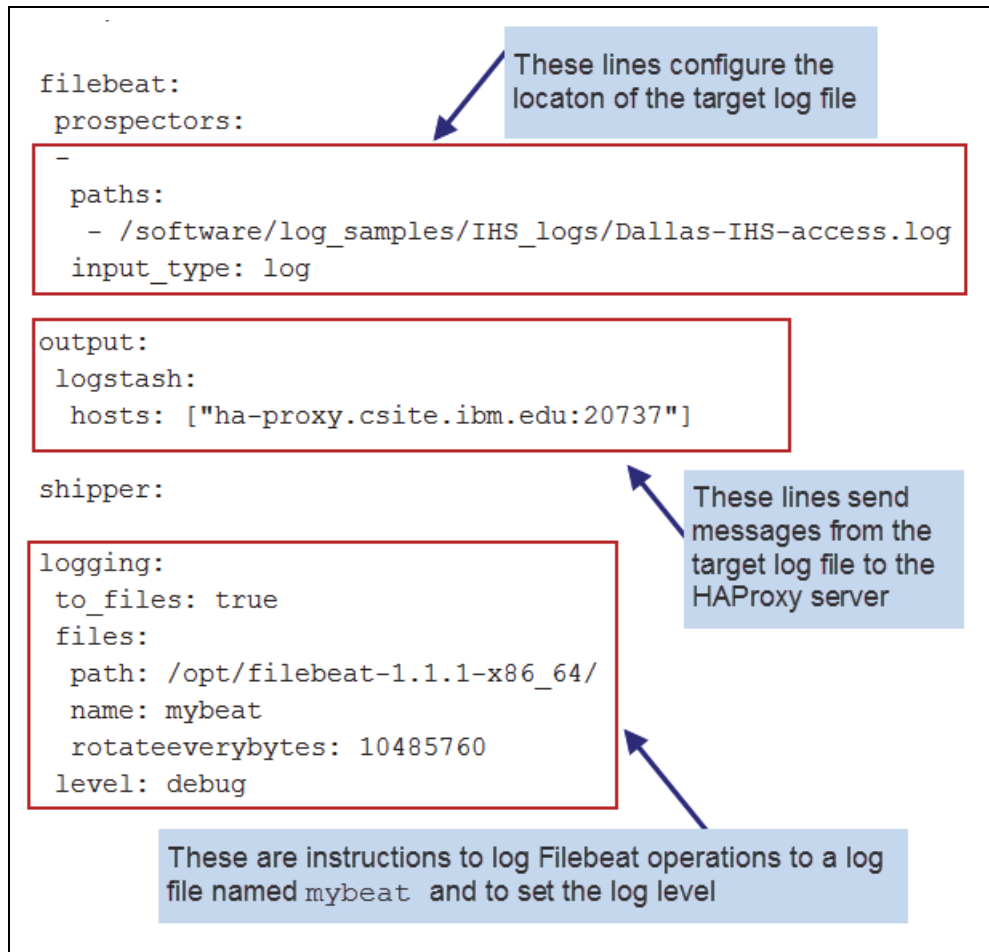 These lines configure the
locaton of the target log file
filebeat:
prospectors:
-
paths:
- /software/log_samples/IHS_logs/Dallas-IHS-access.log
input_type: log
output:
logstash:
hosts: ["ha-proxy.csite.ibm.edu:20737"]
shipper:
These lines send
messages from the
target log file to the
HAProxy server
logging:
to_files: true
files:
path: /opt/filebeat-1.1.1-x86_64/
name: mybeat
rotateeverybytes: 10485760
level: debug
These are instructions to log Filebeat operations to a log
file named mybeat and to set the log level